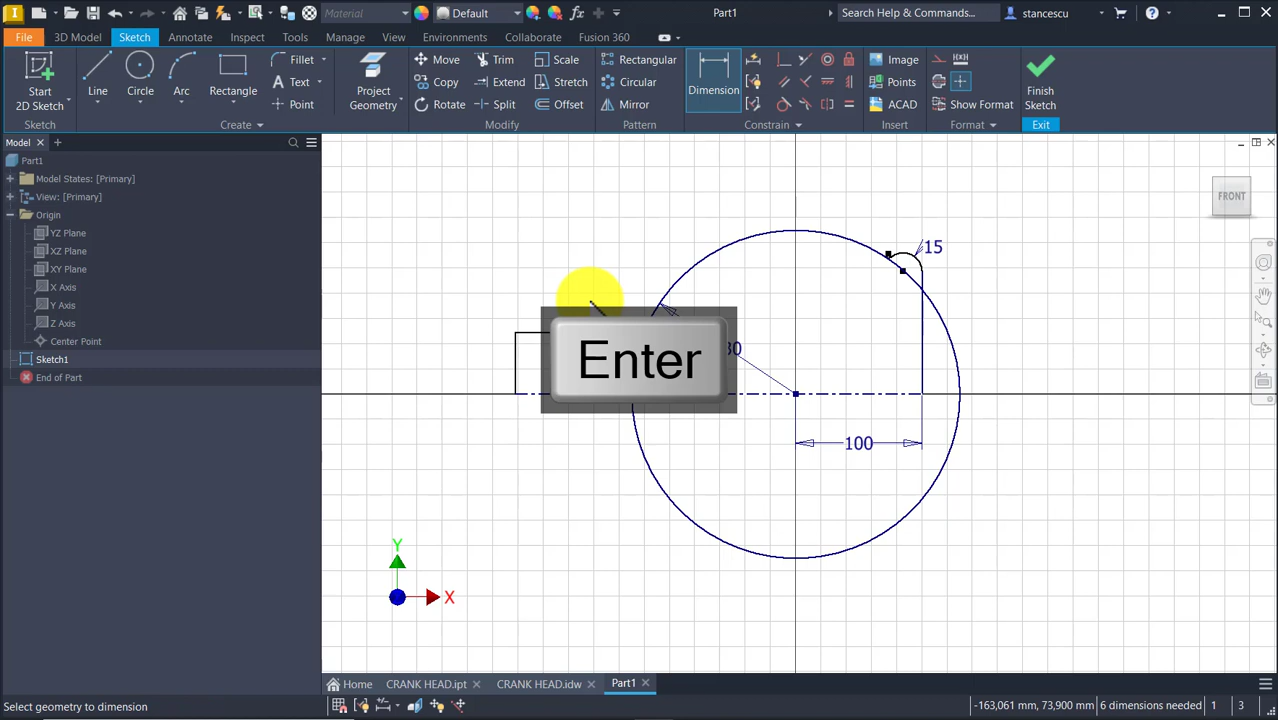 Material
Default
Part1
Search Help & Commands...
stancescu
File
3D Model
Sketch
Annotate
Inspect
Tools
Manage
View
Environments
Collaborate
Fusion 360
Start
2D Sketch
Line
Circle
Arc
Rectangle
Fillet
Text
Point
Project
Geometry
Move
Copy
Rotate
Trim
Extend
Split
Scale
Stretch
Offset
Rectangular
Circular
Mirror
Dimension
Image
Points
ACAD
Show Format
Finish
Sketch
Sketch
Create
Modify
Pattern
Constrain
Insert
Format
Exit
Model
Part1
Model States: [Primary]
View: [Primary]
Origin
YZ Plane
XZ Plane
XY Plane
X Axis
Y Axis
Z Axis
Center Point
Sketch1
End of Part
FRONT
15
Enter
100
Y
X
Home
CRANK HEAD.ipt
CRANK HEAD.idw
Part1
Select geometry to dimension
-163,061 mm, 73,900 mm
6 dimensions needed
1
3